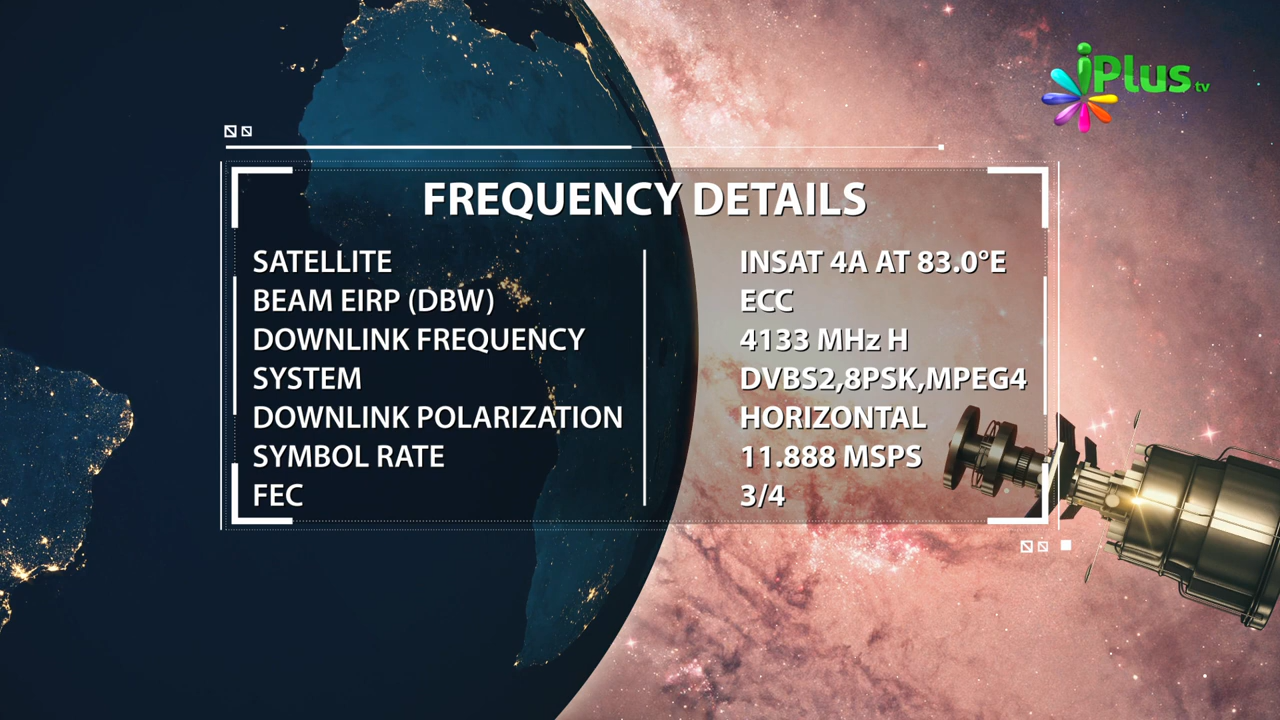 iPlus tv
FREQUENCY DETAILS
SATELLITE INSAT 4A AT 83.0°E
BEAM EIRP (DBW) ECC
DOWNLINK FREQUENCY 4133 MHz H
SYSTEM DVBS2,8PSK,MPEG4
DOWNLINK POLARIZATION HORIZONTAL
SYMBOL RATE 11.888 MSPS
FEC 3/4